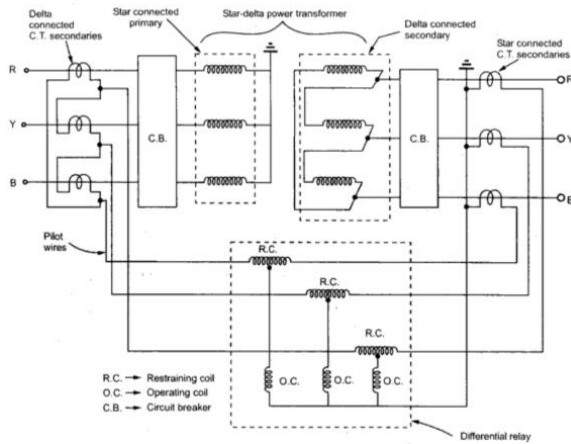 Delta
connected
C.T. secondaries
Star connected
primary
Star-delta power transformer
Delta connected
secondary
Star connected
C.T. secondaries
R
Y
B
C.B.
C.B.
R
Y
Pilot
wires
R.C.
R.C.
R.C.
O.C.
O.C.
O.C.
R.C. → Restraining coil
O.C. → Operating coil
C.B. → Circuit breaker
Differential relay